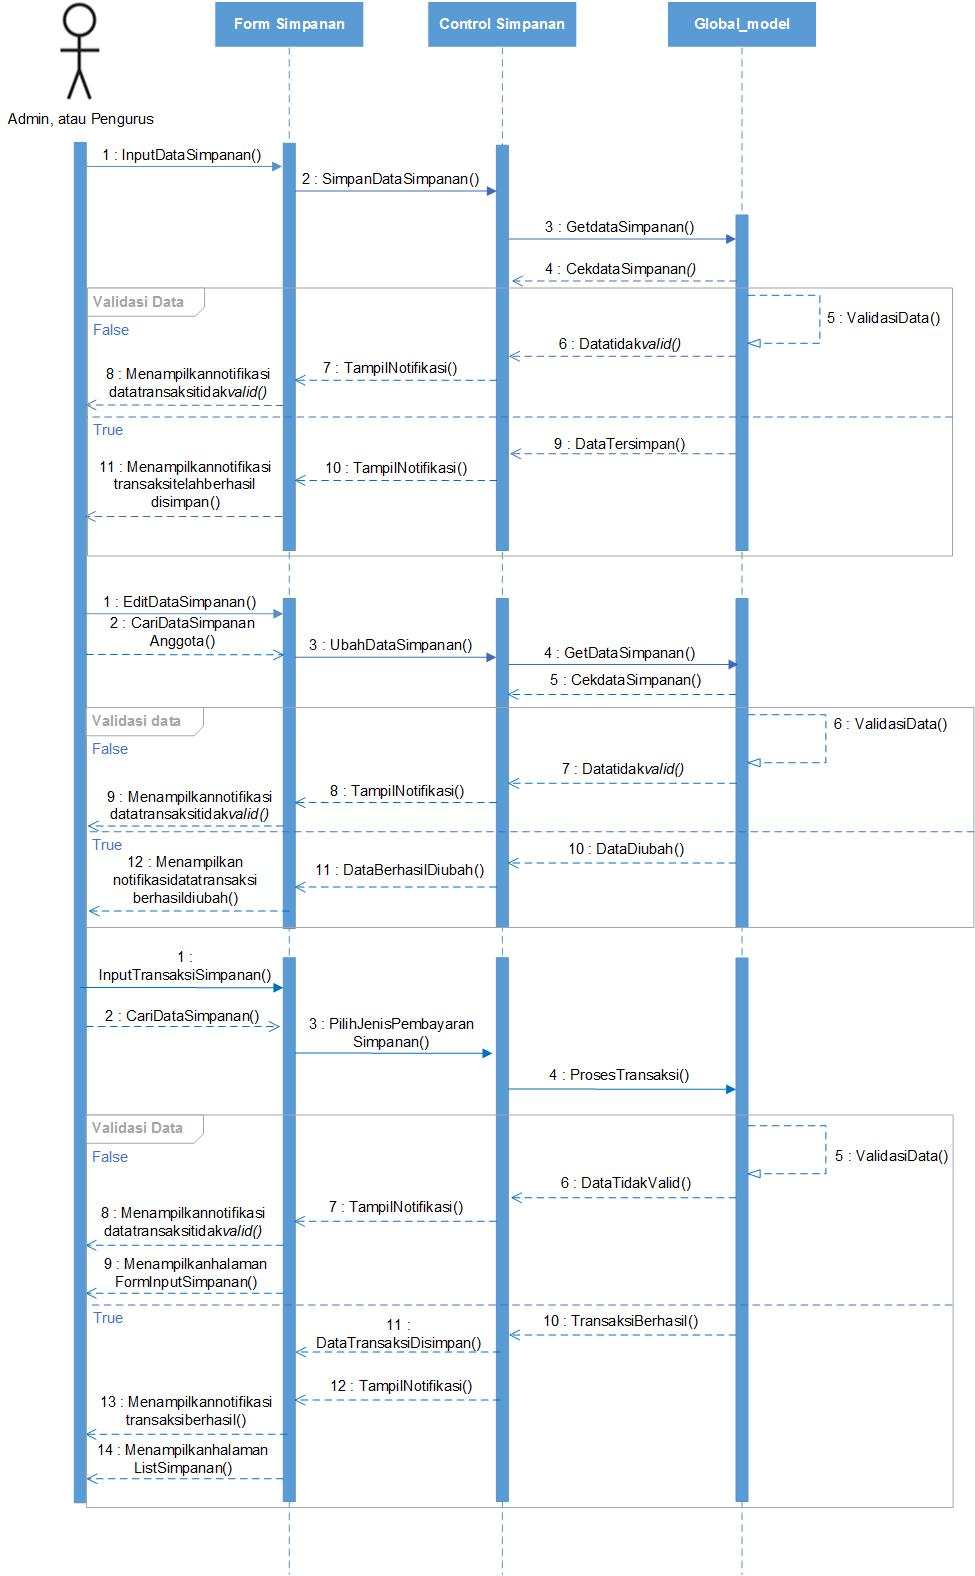 Form Simpanan
Control Simpanan
Global_model
Admin, atau Pengurus
1 : InputDataSimpanan()
2 : SimpanDataSimpanan()
3 : GetdataSimpanan()
4 : CekdataSimpanan()
Validasi Data
5 : ValidasiData()
False
6 : Datatidakvalid()
7 : TampilNotifikasi()
8 : Menampilkannotifikasi
datatransaksitidakvalid()
True
9 : DataTersimpan()
10 : TampilNotifikasi()
11 : Menampilkannotifikasi
transaksitelahberhasil
disimpan()
1 : EditDataSimpanan()
2 : CariDataSimpanan
Anggota()
3 : UbahDataSimpanan()
4 : GetDataSimpanan()
5 : CekdataSimpanan()
Validasi data
6 : ValidasiData()
False
7 : Datatidakvalid()
8 : TampilNotifikasi()
9 : Menampilkannotifikasi
datatransaksitidakvalid()
True
10 : DataDiubah()
11 : DataBerhasilDiubah()
12 : Menampilkan
notifikasidatatransaksi
berhasildiubah()
1 :
InputTransaksiSimpanan()
2 : CariDataSimpanan()
3 : PilihJenisPembayaran
Simpanan()
4 : ProsesTransaksi()
Validasi Data
5 : ValidasiData()
False
6 : DataTidakValid()
7 : TampilNotifikasi()
8 : Menampilkannotifikasi
datatransaksitidakvalid()
9 : Menampilkanhalaman
FormInputSimpanan()
True
10 : TransaksiBerhasil()
11 :
DataTransaksiDisimpan()
12 : TampilNotifikasi()
13 : Menampilkannotifikasi
transaksiberhasil()
14 : Menampilkanhalaman
ListSimpanan()